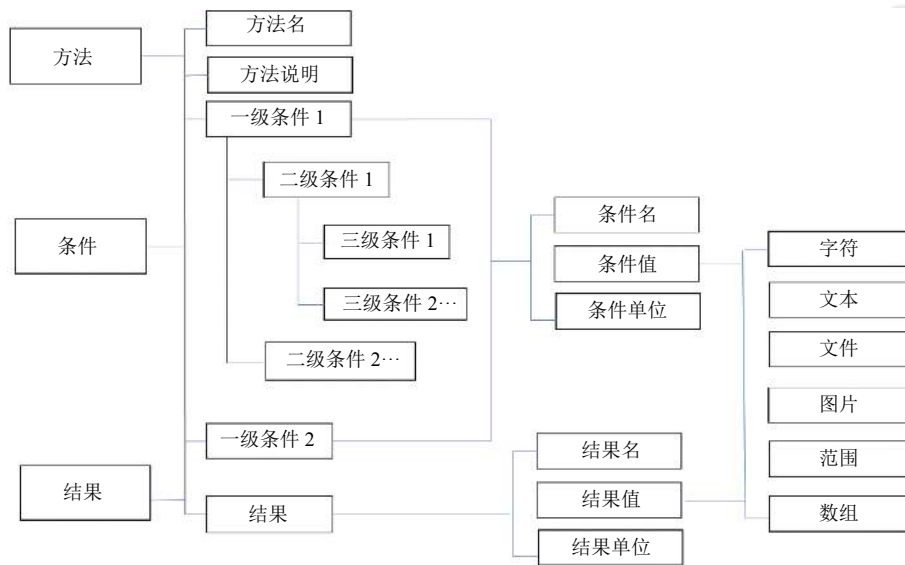 方法
方法名
方法说明
一级条件 1
二级条件 1
条件
三级条件 1
三级条件 2…
二级条件 2…
一级条件 2
结果
结果
条件名
条件值
条件单位
结果名
结果值
结果单位
字符
文本
文件
图片
范围
数组